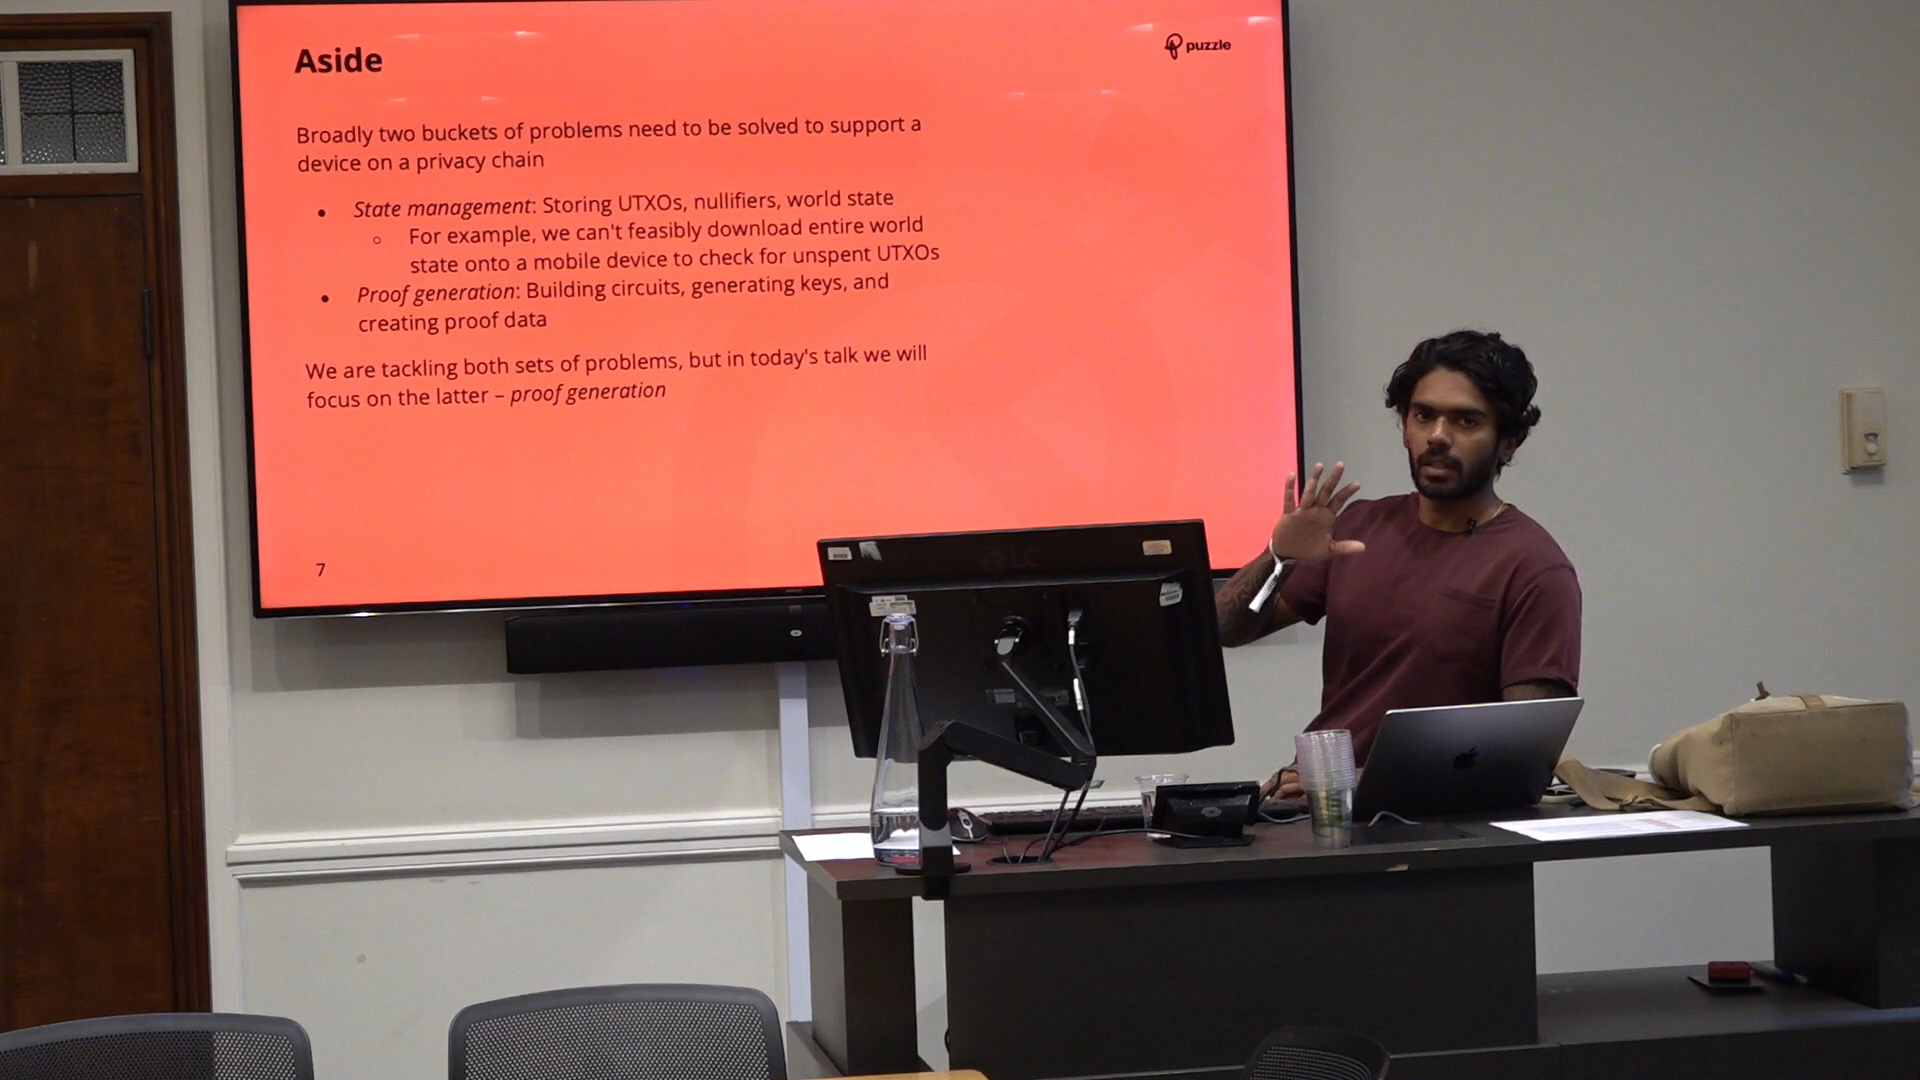 Aside
puzzle
Broadly two buckets of problems need to be solved to support a
device on a privacy chain
● State management: Storing UTXOs, nullifiers, world state
○ For example, we can't feasibly download entire world
state onto a mobile device to check for unspent UTXOs
● Proof generation: Building circuits, generating keys, and
creating proof data
We are tackling both sets of problems, but in today's talk we will
focus on the latter – proof generation
7